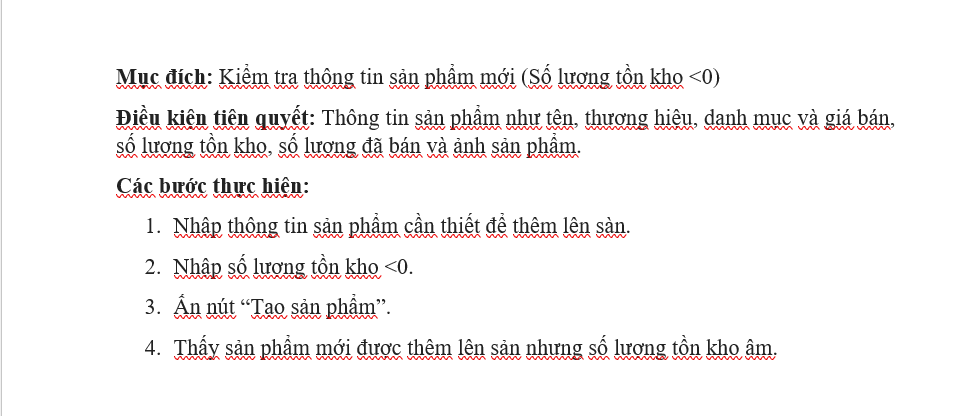 Mục đích: Kiểm tra thông tin sản phẩm mới (Số lượng tồn kho <0)
Điều kiện tiên quyết: Thông tin sản phẩm như tên, thương hiệu, danh mục và giá bán,
số lượng tồn kho, số lượng đã bán và ảnh sản phẩm.
Các bước thực hiện:
1. Nhập thông tin sản phẩm cần thiết để thêm lên sàn.
2. Nhập số lượng tồn kho <0.
3. Ấn nút “Tạo sản phẩm”.
4. Thấy sản phẩm mới được thêm lên sản nhưng số lượng tồn kho âm.